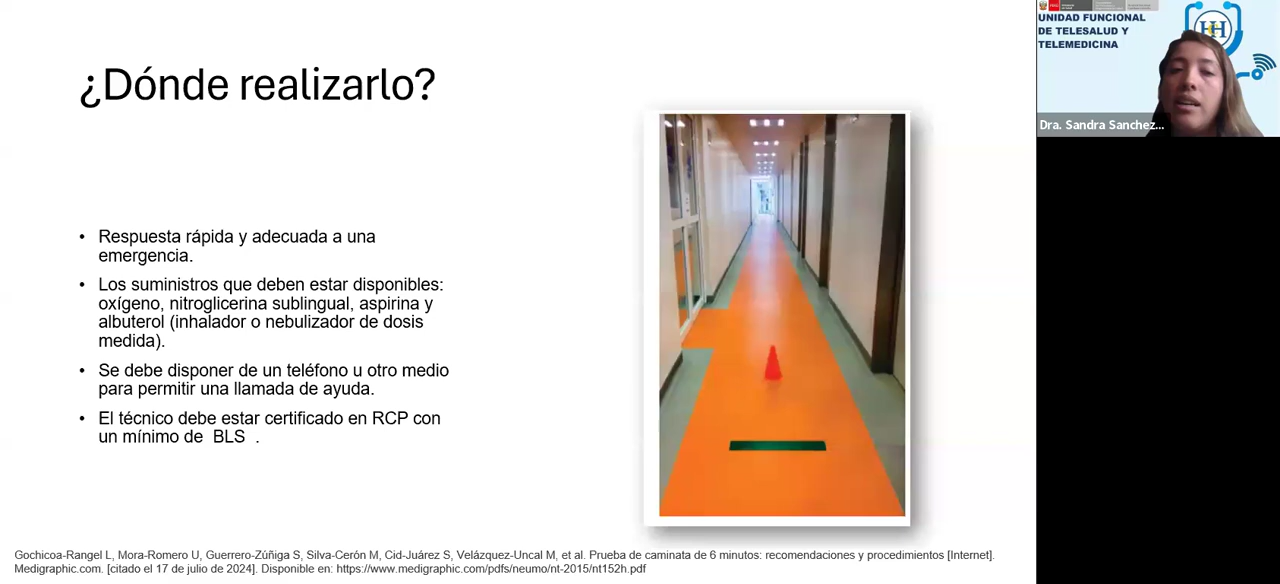 ¿Dónde realizarlo?
• Respuesta rápida y adecuada a una
emergencia.
• Los suministros que deben estar disponibles:
oxígeno, nitroglicerina sublingual, aspirina y
albuterol (inhalador o nebulizador de dosis
medida).
• Se debe disponer de un teléfono u otro medio
para permitir una llamada de ayuda.
• El técnico debe estar certificado en RCP con
un mínimo de BLS .
Gochicoa-Rangel L, Mora-Romero U, Guerrero-Zúñiga S, Silva-Cerón M, Cid-Juárez S, Velázquez-Uncal M, et al. Prueba de caminata de 6 minutos: recomendaciones y procedimientos [Internet].
Medigraphic.com. [citado el 17 de julio de 2024]. Disponible en: https://www.medigraphic.com/pdfs/neumo/nt-2015/nt152h.pdf
UNIDAD FUNCIONAL
DE TELESALUD Y
TELEMEDICINA
Dra. Sandra Sanchez...